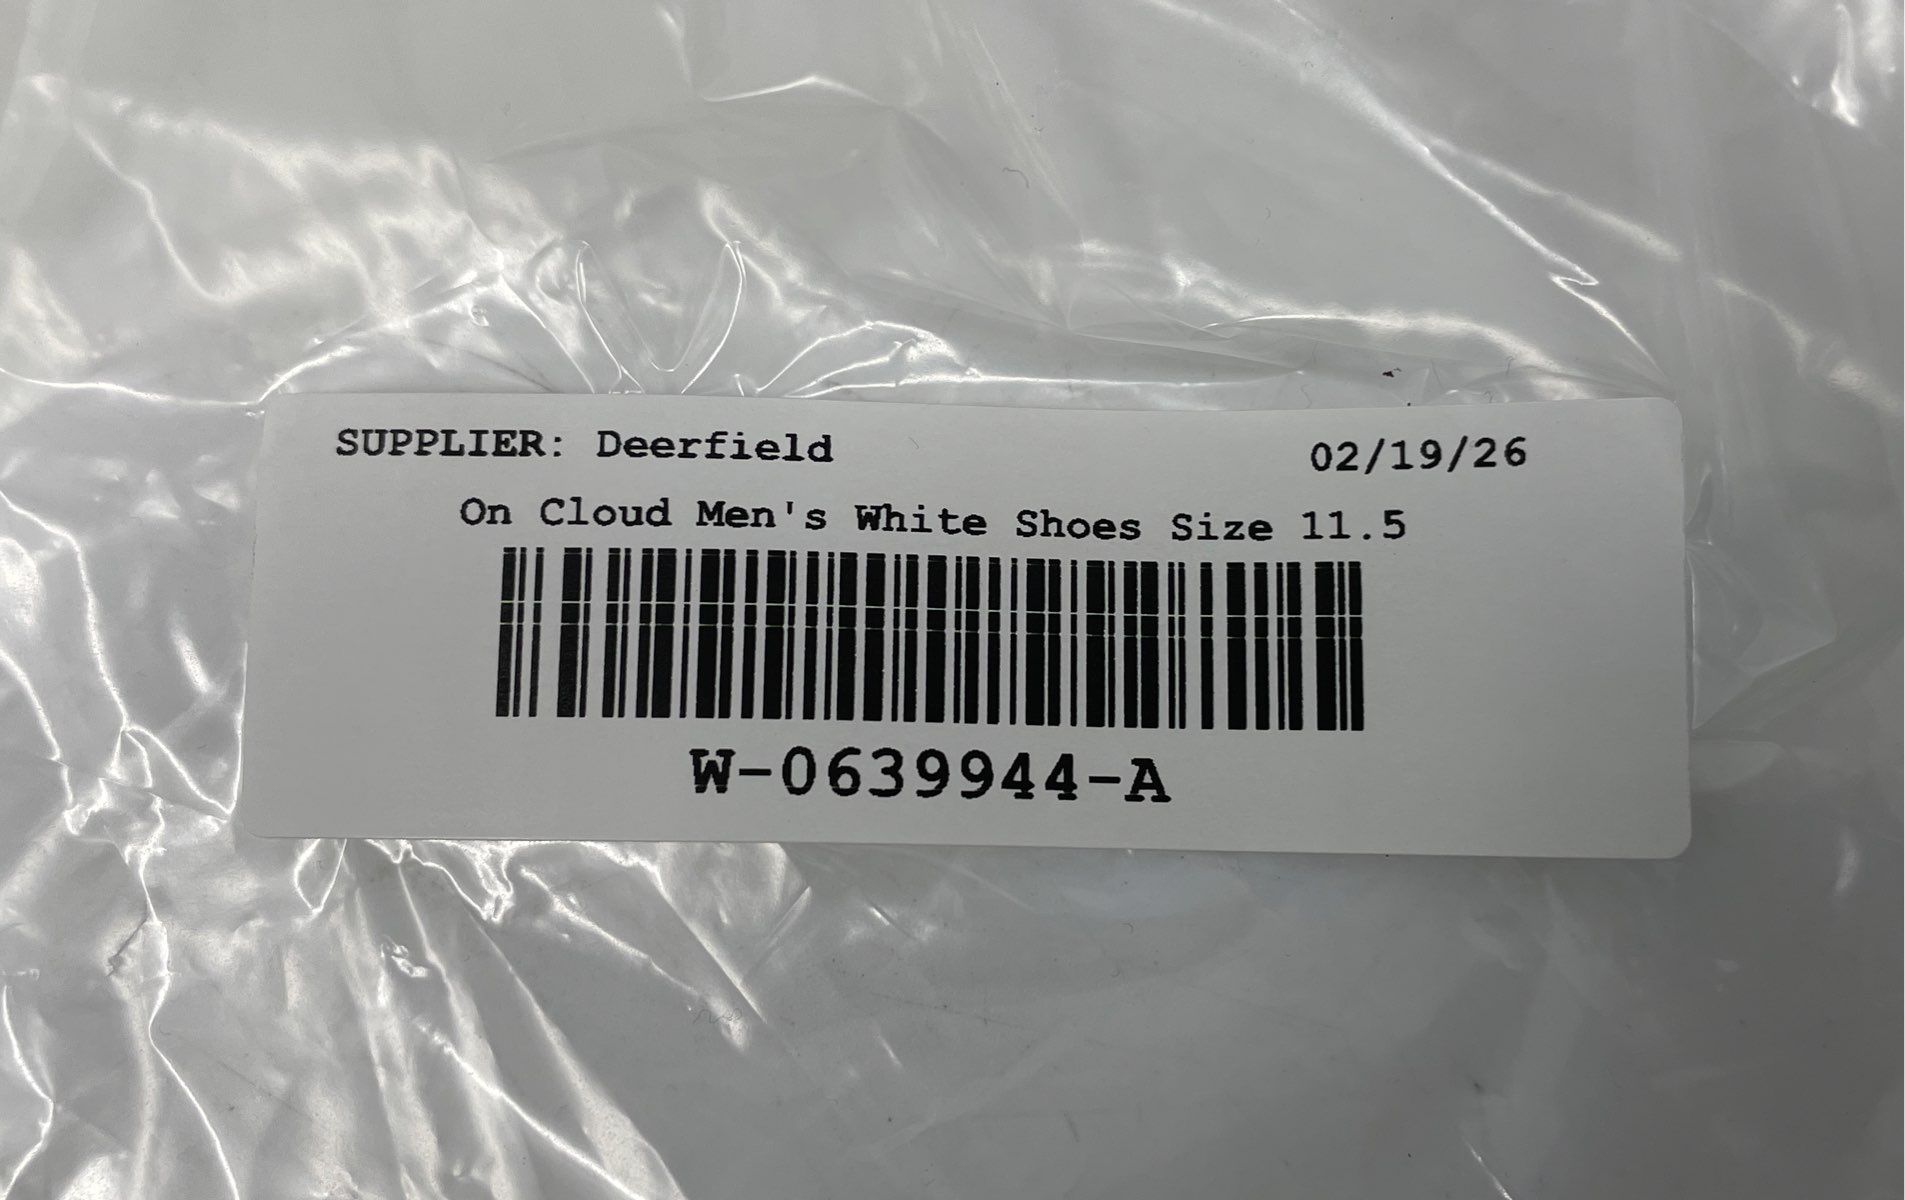 SUPPLIER: Deerfield 02/19/26
On Cloud Men's White Shoes Size 11.5
W-0639944-A